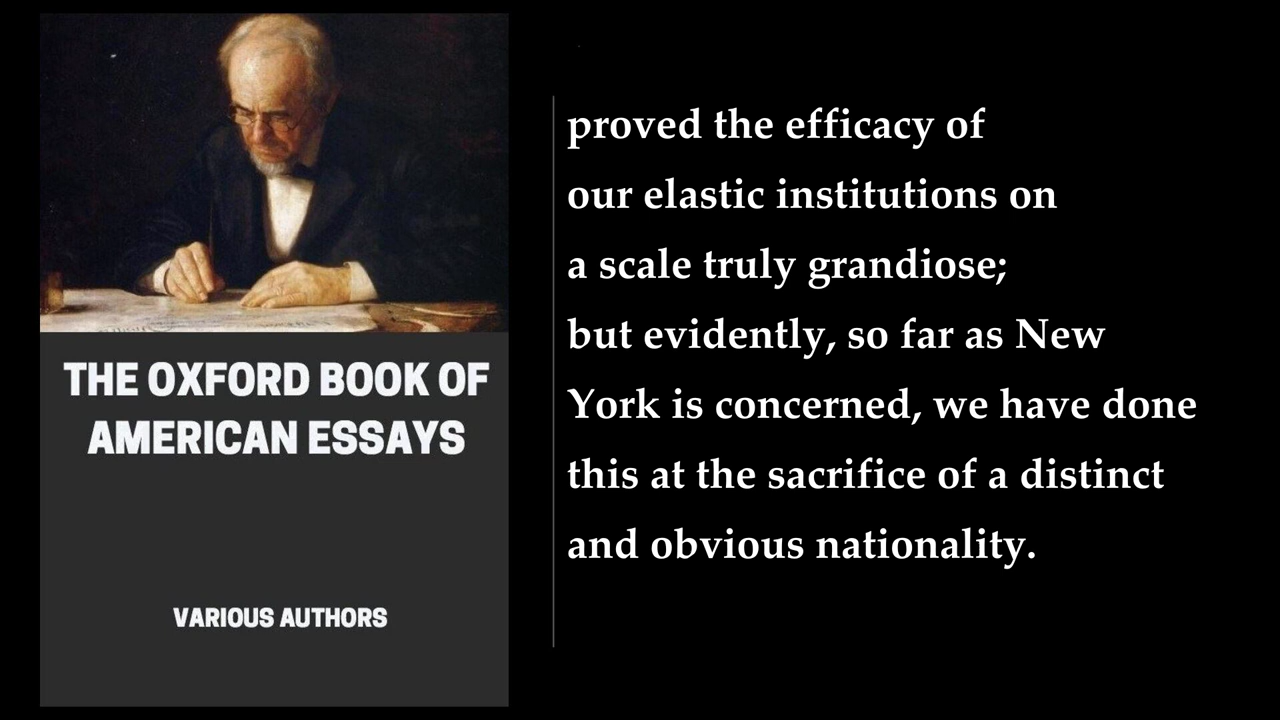 THE OXFORD BOOK OF
AMERICAN ESSAYS
VARIOUS AUTHORS
proved the efficacy of
our elastic institutions on
a scale truly grandiose;
but evidently, so far as New
York is concerned, we have done
this at the sacrifice of a distinct
and obvious nationality.